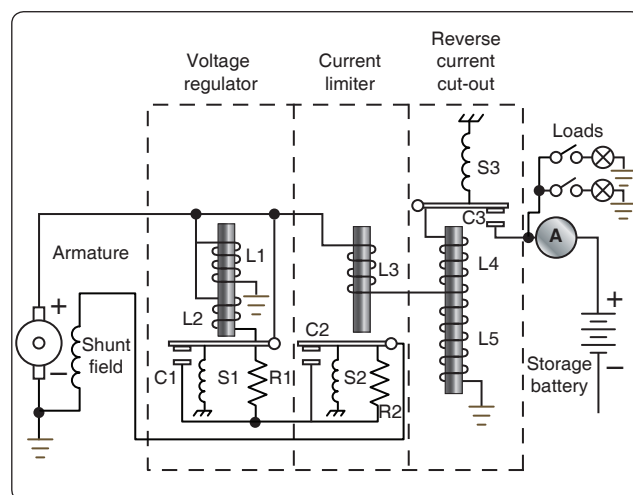 Voltage
regulator
Current
limiter
Reverse
current
cut-out
Loads
S3
C3
A
Armature
L1
L2
L3
L4
L5
+
−
Shunt
field
C1
S1
R1
C2
S2
R2
+
−
Storage
battery